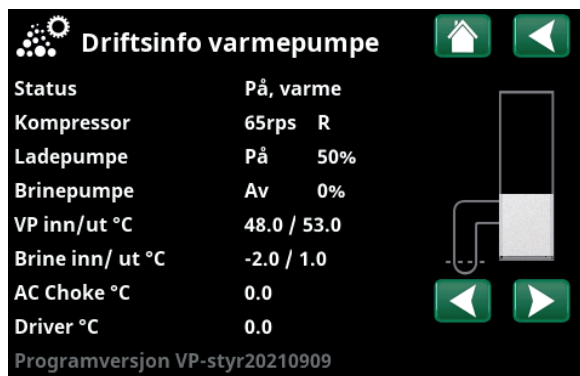 Driftsinfo varmepumpe
Status På, varme
Kompressor 65rps R
Ladepumpe På 50%
Brinepumpe Av 0%
VP inn/ut °C 48.0 / 53.0
Brine inn/ ut °C -2.0 / 1.0
AC Choke °C 0.0
Driver °C 0.0
Programversjon VP-styr20210909